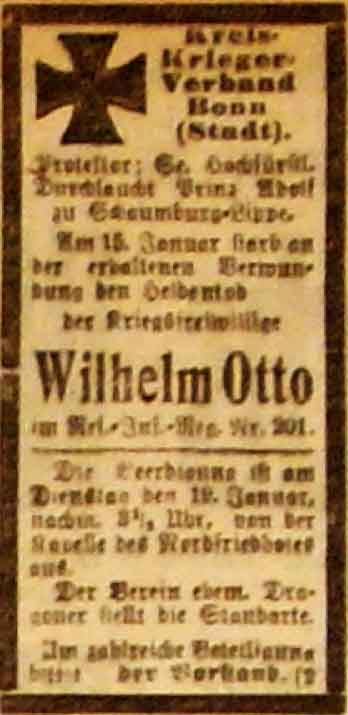 Kreis-
Krieger-
Verband
Bonn
(Stadt).
Protektor: Se. Hochfürstl.
Durchlaucht Prinz Adolf
zu Schaumburg-Lippe.
Am 15. Januar starb an
der erhaltenen Verwun-
dung den Heldentod
der Kriegsfreiwillige
Wilhelm Otto
im Res.-Inf.-Reg. Nr. 201.
Die Beerdigung ist am
Dienstag den 19. Januar,
nachm. 3½ Uhr, von der
Kapelle des Nordfriedhofes
aus.
Der Verein ehem. Dra-
goner stellt die Standarte.
Um zahlreiche Beteiligung
bittet der Vorstand.